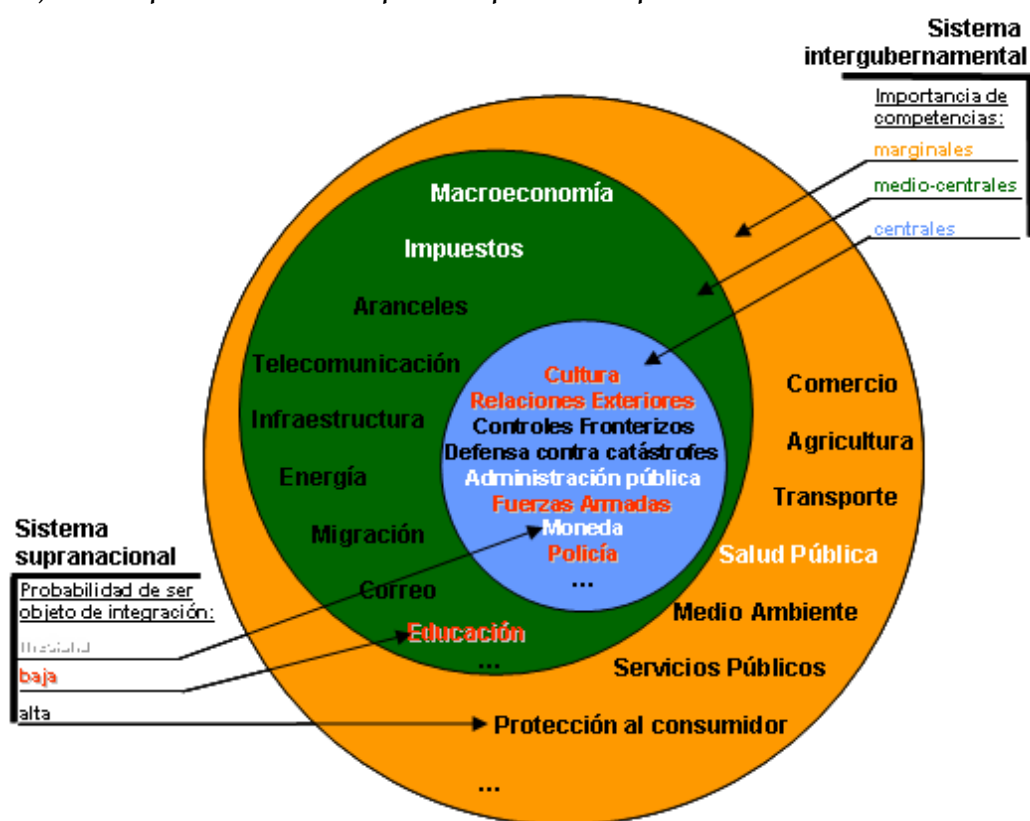 Sistema
intergubernamental
Importancia de
competencias:
marginales
medio-centrales
centrales
Macroeconomía
Impuestos
Aranceles
Telecomunicación
Infraestructura
Energía
Migración
Correo
Educación
...
Cultura
Relaciones Exteriores
Controles Fronterizos
Defensa contra catástrofes
Administración pública
Fuerzas Armadas
Moneda
Policía
...
Comercio
Agricultura
Transporte
Salud Pública
Medio Ambiente
Servicios Públicos
Protección al consumidor
...
Sistema
supranacional
Probabilidad de ser
objeto de integración:
baja
alta